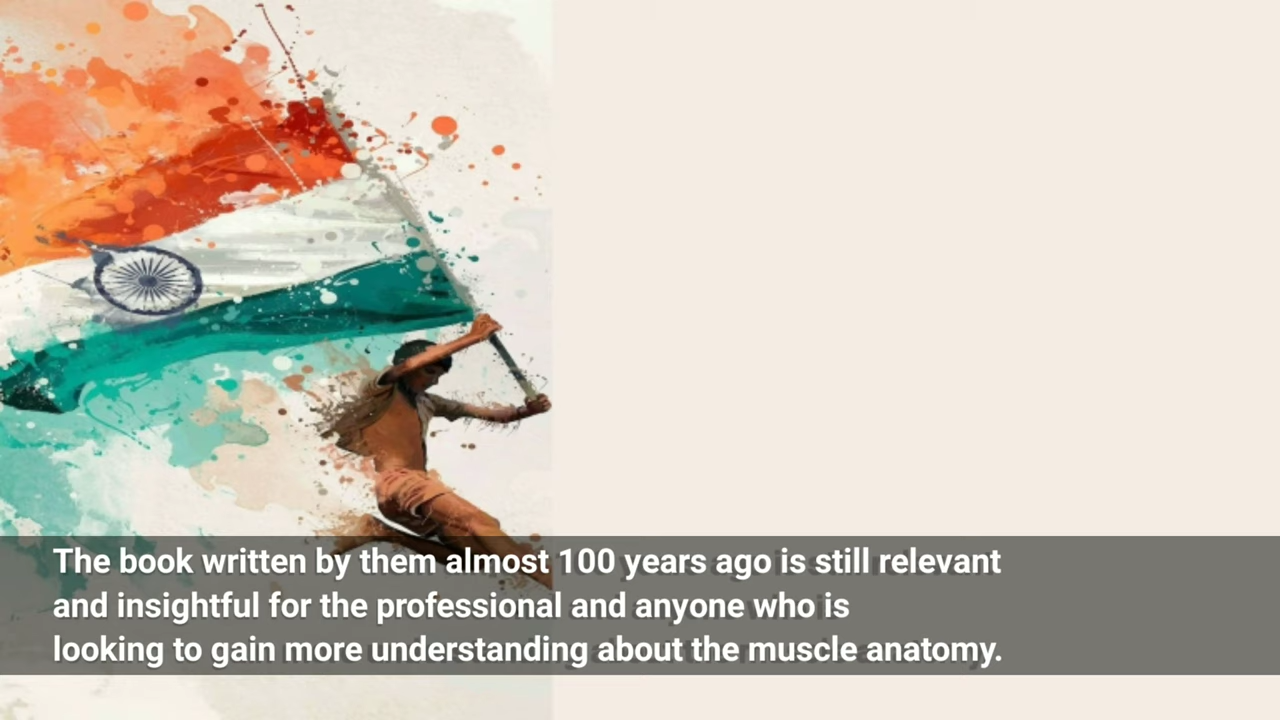 The book written by them almost 100 years ago is still relevant
and insightful for the professional and anyone who is
looking to gain more understanding about the muscle anatomy.